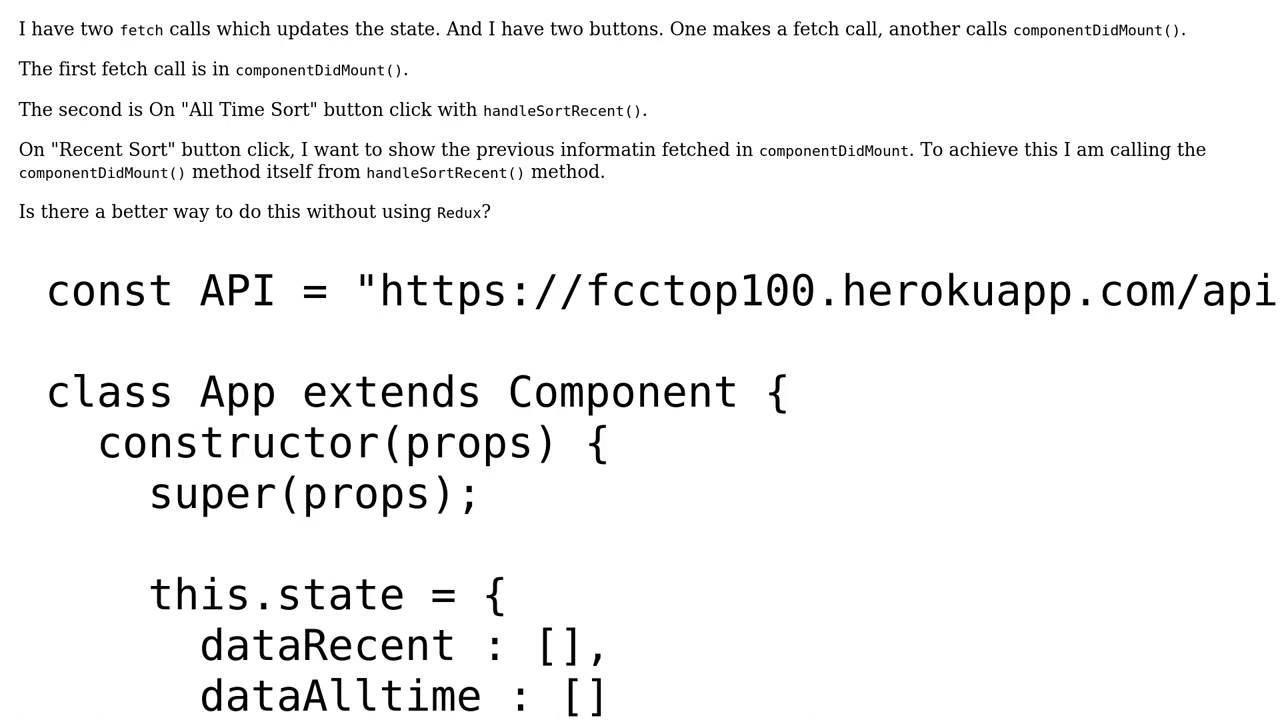 I have two fetch calls which updates the state. And I have two buttons. One makes a fetch call, another calls componentDidMount().
The first fetch call is in componentDidMount().
The second is On "All Time Sort" button click with handleSortRecent().
On "Recent Sort" button click, I want to show the previous informatin fetched in componentDidMount. To achieve this I am calling the
componentDidMount() method itself from handleSortRecent() method.
Is there a better way to do this without using Redux?
const API = "https://fcctop100.herokuapp.com/api
class App extends Component {
constructor(props) {
super(props);
this.state = {
dataRecent : [],
dataAlltime : []